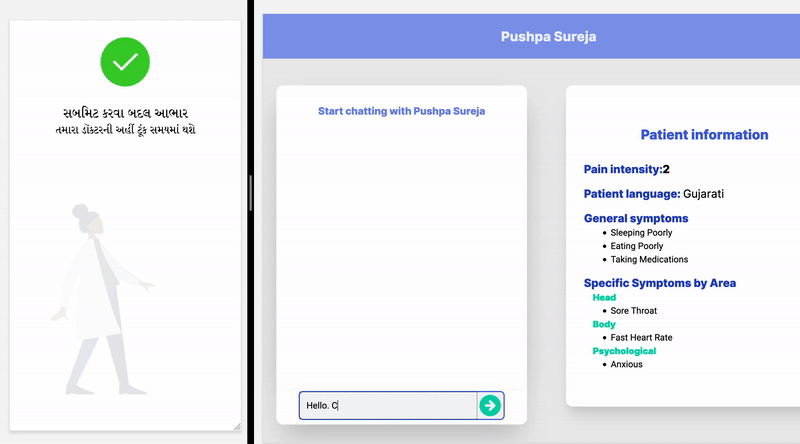 સબમિટ કરવા બદલ આભાર
તમારા ડૉક્ટરની અહીં ટૂંક સમયમાં થશે
Pushpa Sureja
Start chatting with Pushpa Sureja
Hello. C
Patient information
Pain intensity:2
Patient language: Gujarati
General symptoms
Sleeping Poorly
Eating Poorly
Taking Medications
Specific Symptoms by Area
Head
Sore Throat
Body
Fast Heart Rate
Psychological
Anxious